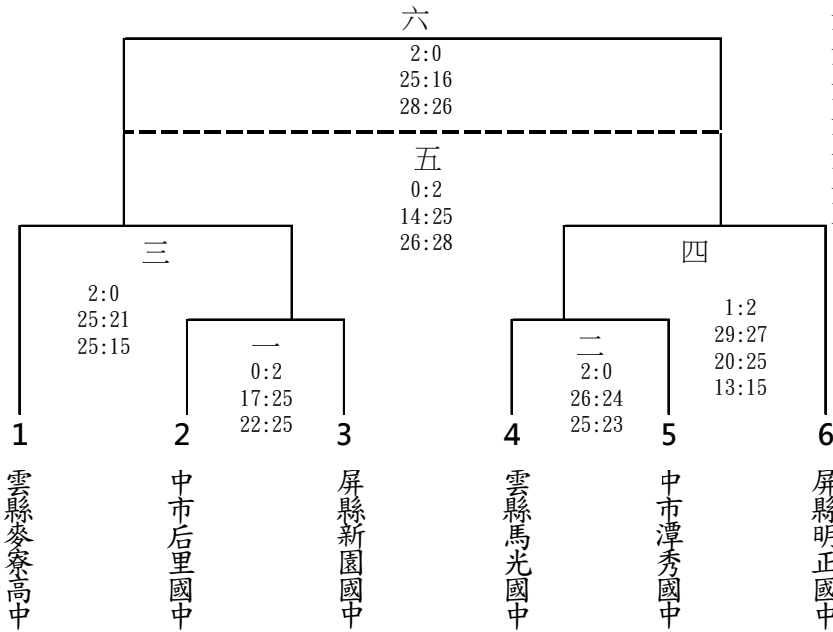 六
2:0
25:16
28:26
五
0:2
14:25
26:28
三
2:0
25:21
25:15
四
1:2
29:27
20:25
13:15
一
0:2
17:25
22:25
二
2:0
26:24
25:23
1
2
3
4
5
6
雲縣麥寮高中
中市后里國中
屏縣新園國中
雲縣馬光國中
中市潭秀國中
屏縣明正國中